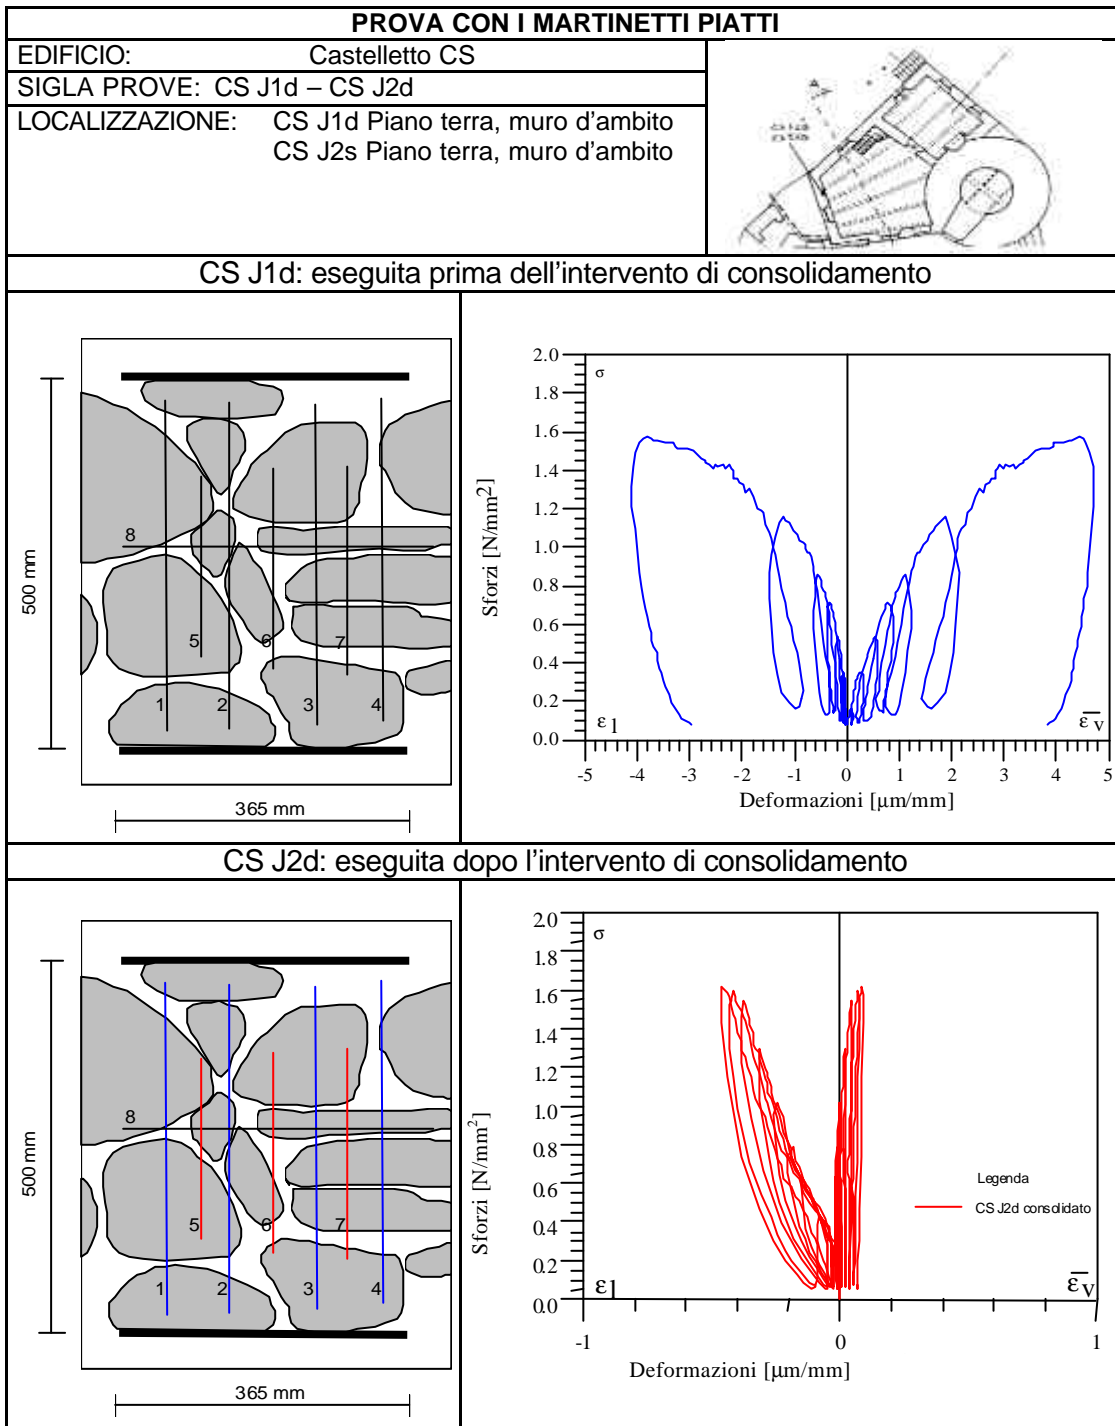 PROVA CON I MARTINETTI PIATTI
EDIFICIO: Castelletto CS
SIGLA PROVE: CS J1d – CS J2d
LOCALIZZAZIONE: CS J1d Piano terra, muro d'ambito
CS J2s Piano terra, muro d'ambito
CS J1d: eseguita prima dell'intervento di consolidamento
500 mm
8
5 6 7
1 2 3 4
365 mm
Sforzi [N/mm2]
2.0
1.8
1.6
1.4
1.2
1.0
0.8
0.6
0.4
0.2
0.0
σ
ε l
ε̅v
-5 -4 -3 -2 -1 0 1 2 3 4 5
Deformazioni [µm/mm]
CS J2d: eseguita dopo l'intervento di consolidamento
500 mm
8
5 6 7
1 2 3 4
365 mm
Sforzi [N/mm²]
2.0
1.8
1.6
1.4
1.2
1.0
0.8
0.6
0.4
0.2
0.0
σ
Legenda
CS J2d consolidato
εl
ε̅v
-1 0 1
Deformazioni [µm/mm]